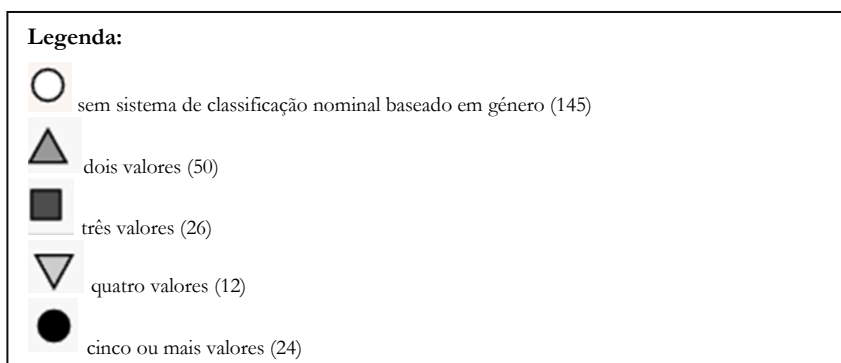 Legenda:
sem sistema de classificação nominal baseado em género (145)
dois valores (50)
três valores (26)
quatro valores (12)
cinco ou mais valores (24)